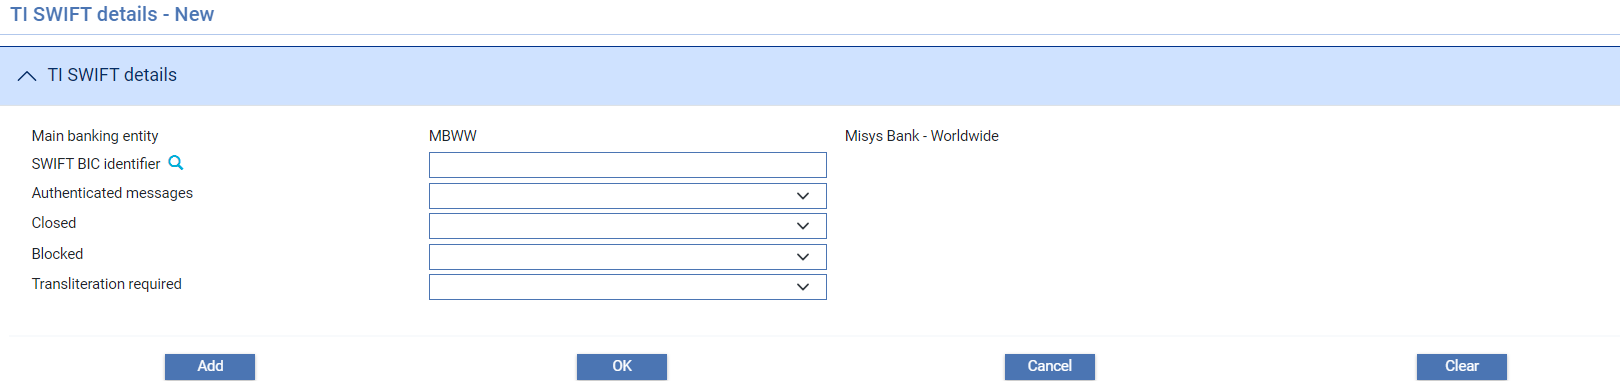 TI SWIFT details - New
TI SWIFT details
Main banking entity MBWW Misys Bank - Worldwide
SWIFT BIC identifier
Authenticated messages
Closed
Blocked
Transliteration required
Add OK Cancel Clear